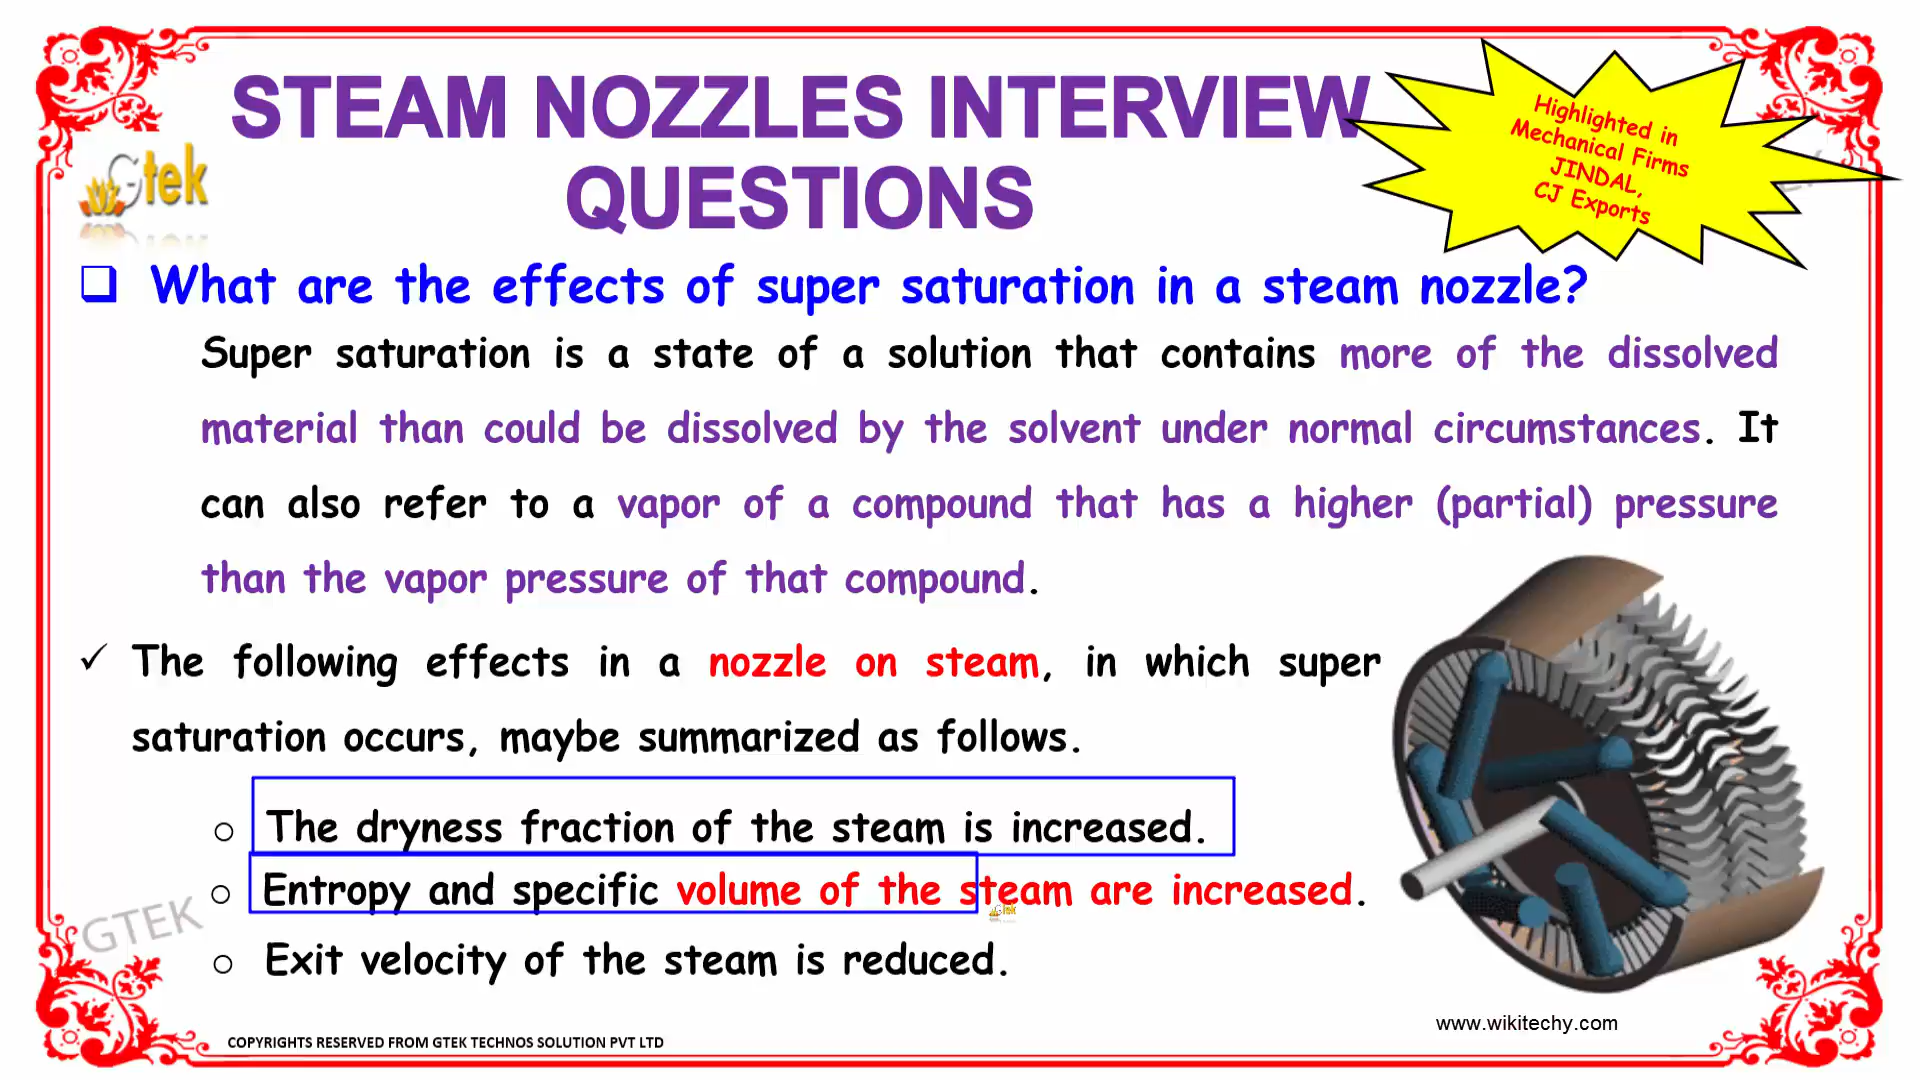 STEAM NOZZLES INTERVIEW
QUESTIONS
Highlighted in
Mechanical Firms
JINDAL,
CJ Exports
Gtek
What are the effects of super saturation in a steam nozzle?
Super saturation is a state of a solution that contains more of the dissolved
material than could be dissolved by the solvent under normal circumstances. It
can also refer to a vapor of a compound that has a higher (partial) pressure
than the vapor pressure of that compound.
The following effects in a nozzle on steam, in which super
saturation occurs, maybe summarized as follows.
The dryness fraction of the steam is increased.
Entropy and specific volume of the steam are increased.
Gtek
Exit velocity of the steam is reduced.
GTEK
www.wikitechy.com
COPYRIGHTS RESERVED FROM GTEK TECHNOS SOLUTION PVT LTD